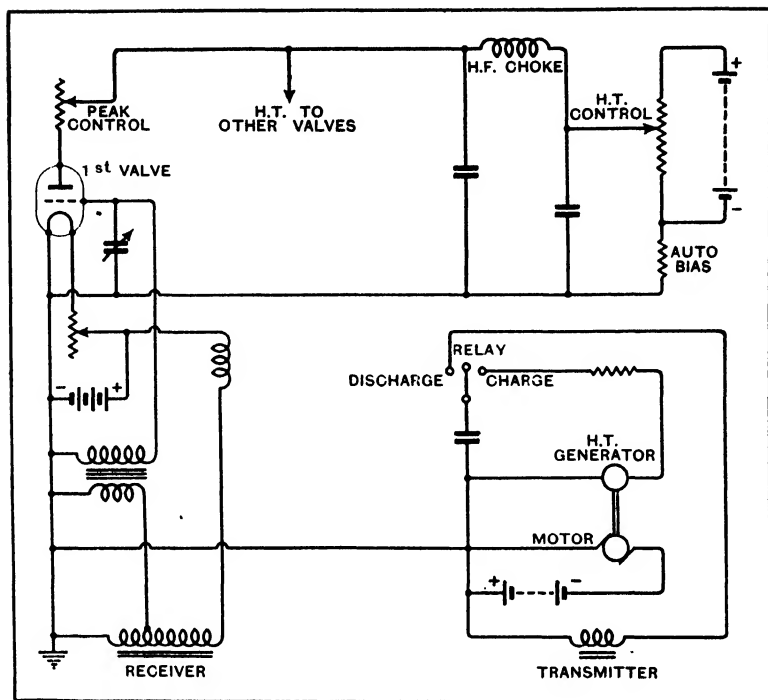 H.F. CHOKE
+
PEAK
CONTROL
H.T. TO
OTHER VALVES
H.T.
CONTROL
1st VALVE
-
AUTO
BIAS
RELAY
DISCHARGE
CHARGE
- +
H.T.
GENERATOR
MOTOR
+ -
RECEIVER
TRANSMITTER